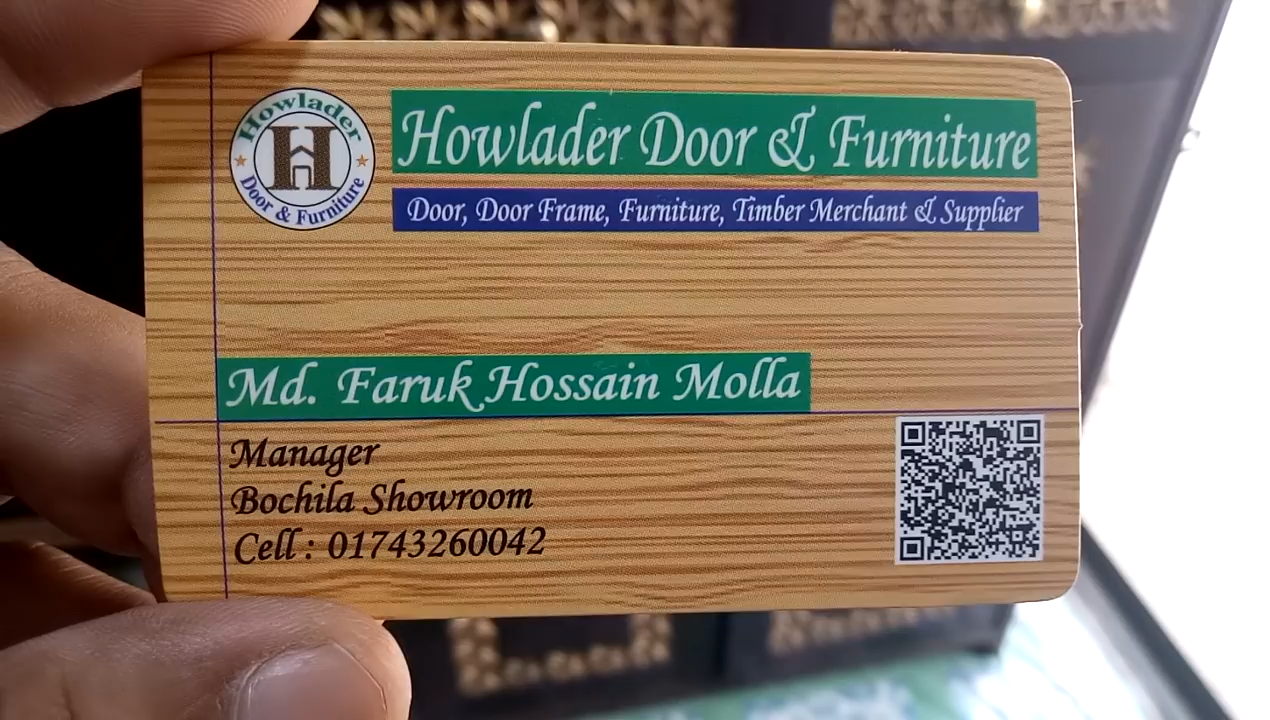 Howlader
H
Door & Furniture
Howlader Door & Furniture
Door, Door Frame, Furniture, Timber Merchant & Supplier
Md. Faruk Hossain Molla
Manager
Bochila Showroom
Cell : 01743260042